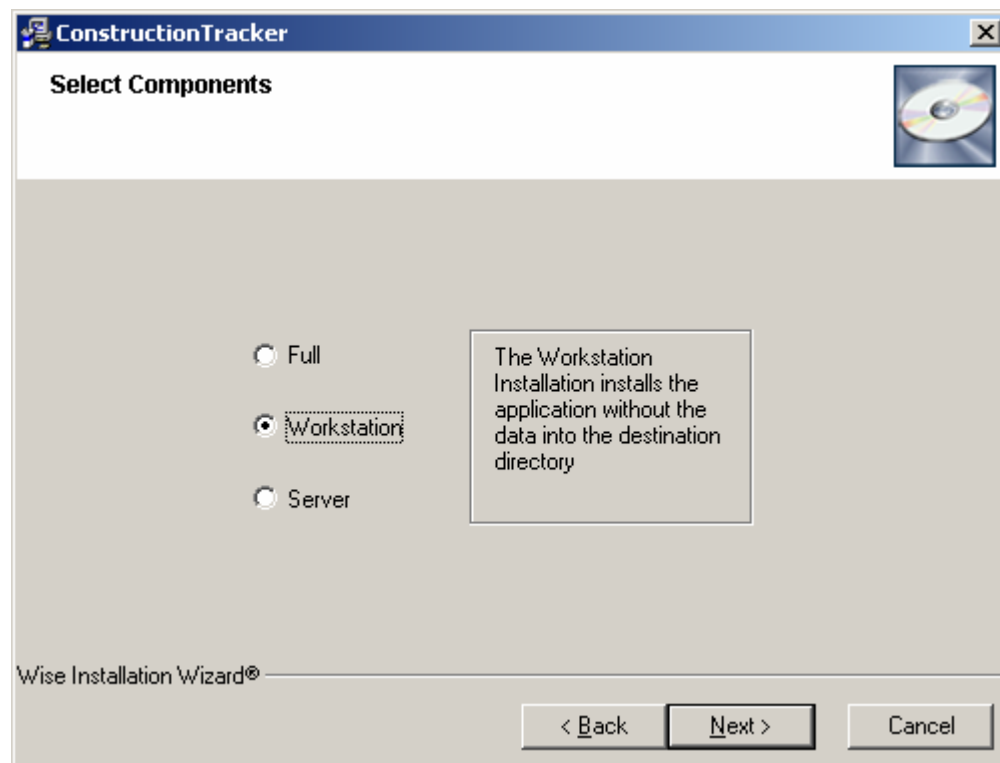 ConstructionTracker
Select Components
Full
Workstation
Server
The Workstation
Installation installs the
application without the
data into the destination
directory
Wise Installation Wizard®
< Back
Next >
Cancel